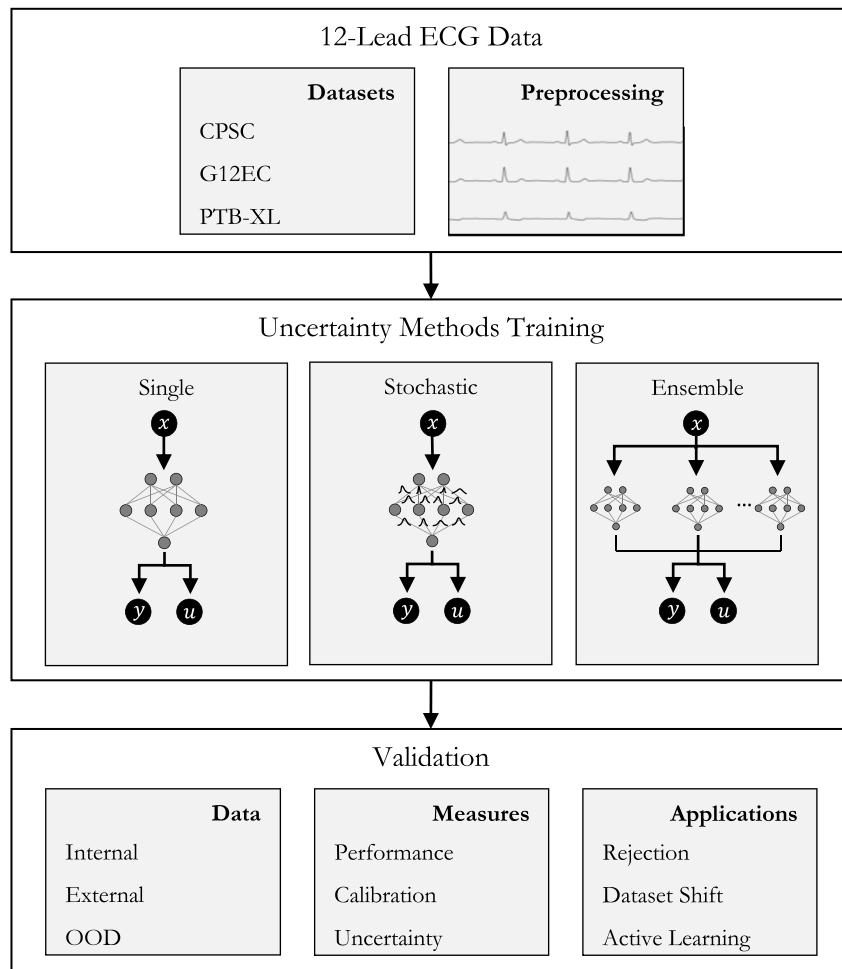 12-Lead ECG Data
Datasets
CPSC
G12EC
PTB-XL
Preprocessing
Uncertainty Methods Training
Single
x
y u
Stochastic
x
y u
Ensemble
x
...
y u
Validation
Data
Internal
External
OOD
Measures
Performance
Calibration
Uncertainty
Applications
Rejection
Dataset Shift
Active Learning